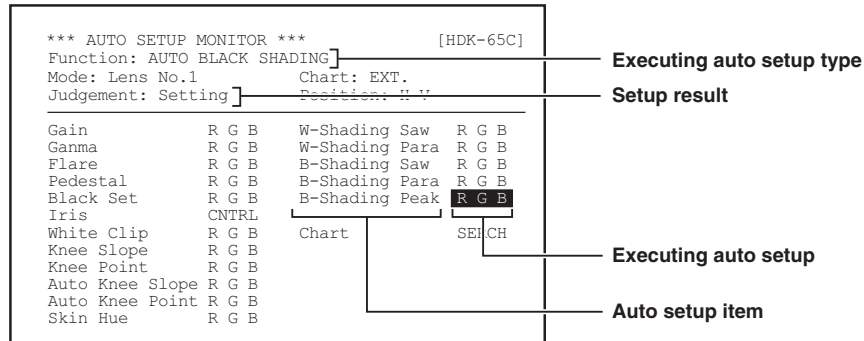 *** AUTO SETUP MONITOR *** [HDK-65C]
Function: AUTO BLACK SHADING
Executing auto setup type
Mode: Lens No.1 Chart: EXT.
Judgement: Setting Position: H V
Setup result
Gain R G B W-Shading Saw R G B
Ganma R G B W-Shading Para R G B
Flare R G B B-Shading Saw R G B
Pedestal R G B B-Shading Para R G B
Black Set R G B B-Shading Peak R G B
Iris CNTRL
White Clip R G B Chart SERCH
Knee Slope R G B
Executing auto setup
Knee Point R G B
Auto Knee Slope R G B
Auto Knee Point R G B
Auto setup item
Skin Hue R G B